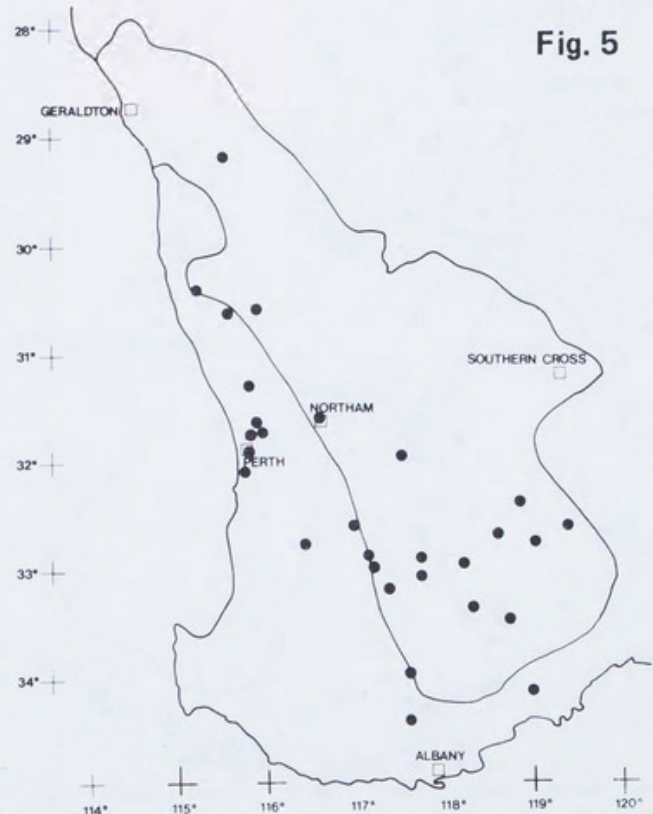 Fig. 5
28°
GERALDTON
29°
30°
31°
SOUTHERN CROSS
NORTHAM
32°
PERTH
33°
34°
ALBANY
114° 115° 116° 117° 118° 119° 120°